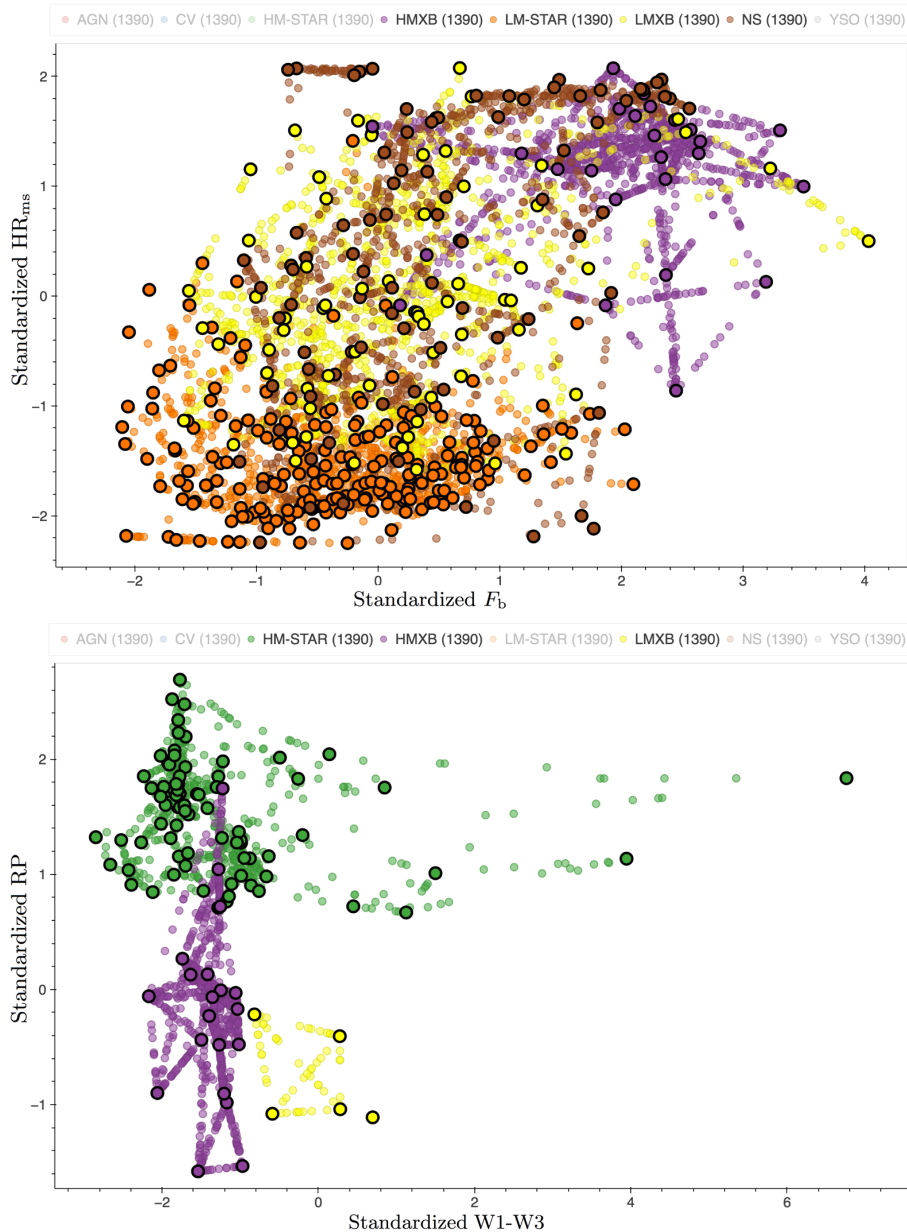 AGN (1390) CV (1390) HM-STAR (1390) HMXB (1390) LM-STAR (1390) LMXB (1390) NS (1390) YSO (1390)
2
1
0
−1
−2
Standardized HRms
−2 −1 0 1 2 3 4
Standardized Fb
AGN (1390) CV (1390) HM-STAR (1390) HMXB (1390) LM-STAR (1390) LMXB (1390) NS (1390) YSO (1390)
2
1
0
−1
Standardized RP
−2 0 2 4 6
Standardized W1-W3